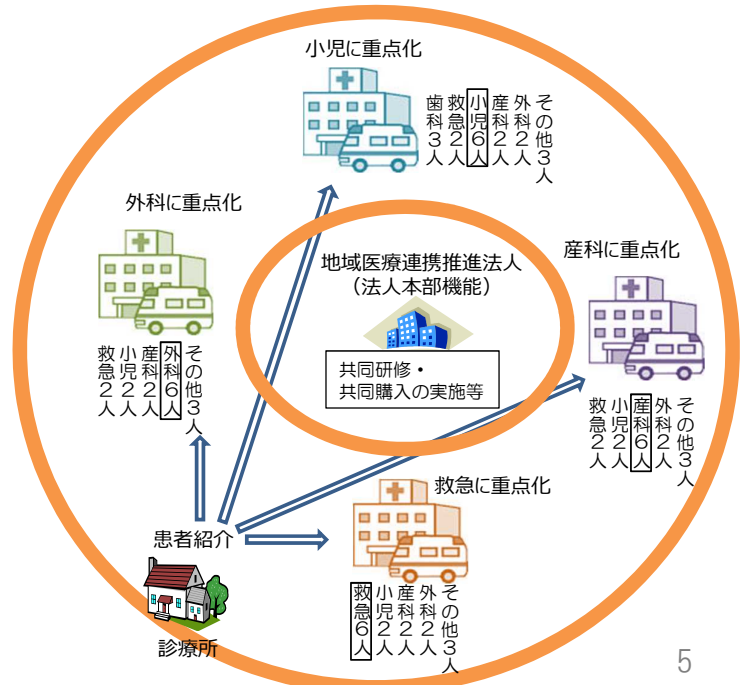 小児に重点化
その他3人
外科2人
産科2人
小児6人
救急2人
歯科3人
外科に重点化
その他3人
外科6人
産科2人
小児2人
救急2人
地域医療連携推進法人
（法人本部機能）
共同研修・
共同購入の実施等
産科に重点化
その他3人
外科2人
産科6人
小児2人
救急2人
救急に重点化
その他3人
外科2人
産科2人
小児2人
救急6人
患者紹介
診療所
5